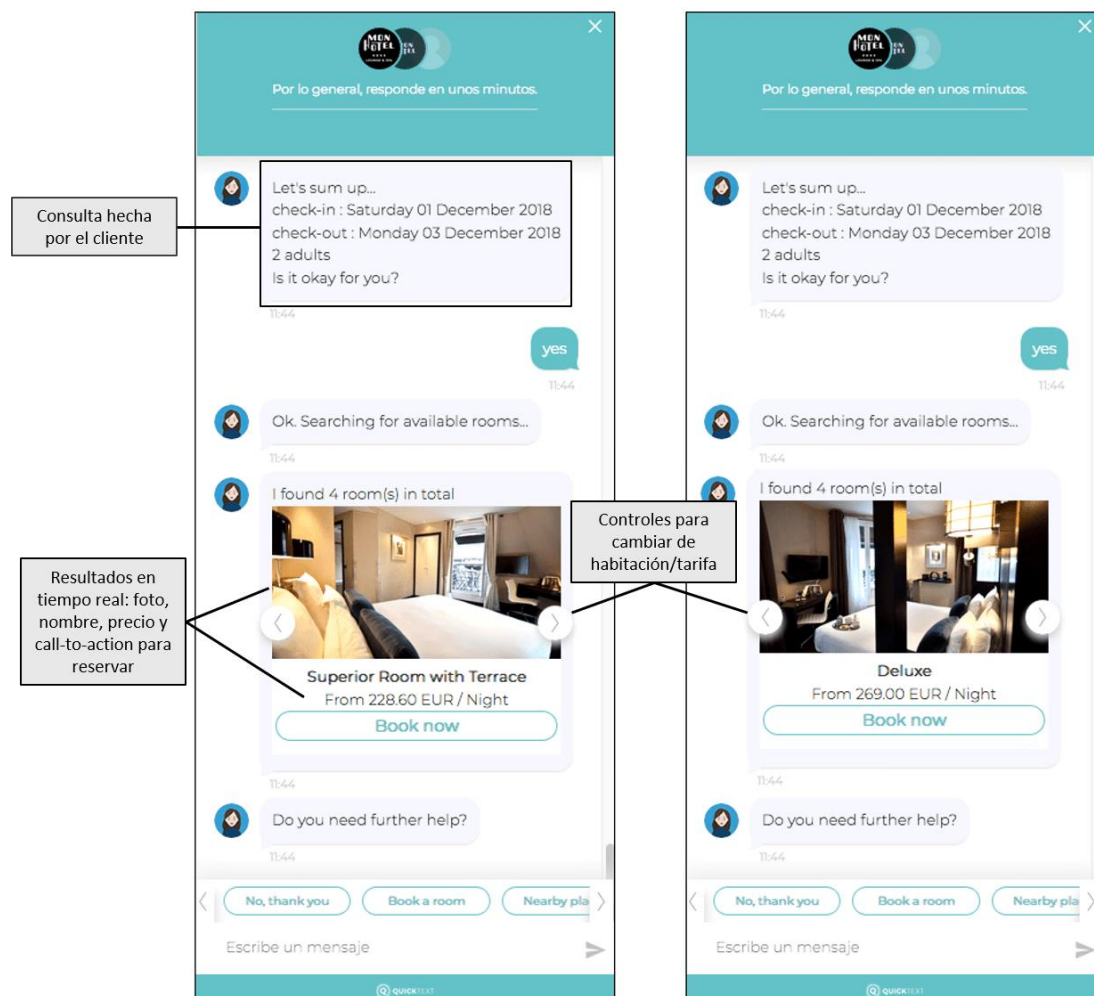 MON
HOTEL
LOUNGE & SPA
Por lo general, responde en unos minutos.
Consulta hecha
por el cliente
Let's sum up...
check-in : Saturday 01 December 2018
check-out : Monday 03 December 2018
2 adults
Is it okay for you?
11:44
yes
11:44
Ok. Searching for available rooms...
11:44
I found 4 room(s) in total
Resultados en
tiempo real: foto,
nombre, precio y
call-to-action para
reservar
Superior Room with Terrace
From 228.60 EUR / Night
Book now
11:44
Do you need further help?
11:44
No, thank you
Book a room
Nearby pla
Escribe un mensaje
QUICKTEXT
Controles para
cambiar de
habitación/tarifa
MON
HOTEL
LOUNGE & SPA
Por lo general, responde en unos minutos.
Let's sum up...
check-in : Saturday 01 December 2018
check-out : Monday 03 December 2018
2 adults
Is it okay for you?
11:44
yes
11:44
Ok. Searching for available rooms...
11:44
I found 4 room(s) in total
Deluxe
From 269.00 EUR / Night
Book now
11:44
Do you need further help?
11:44
No, thank you
Book a room
Nearby pla
Escribe un mensaje
QUICKTEXT